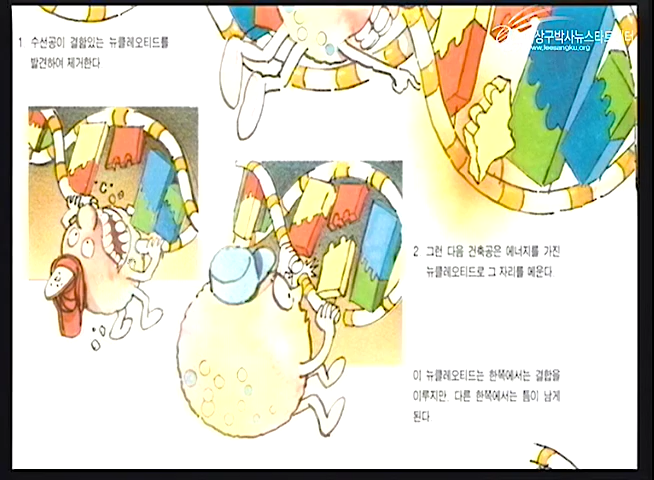 상구박사뉴스타트센터
www.leesangku.org
1 수선공이 결함있는 뉴클레오티드를
발견하여 제거한다
2 그런 다음 건축공은 에너지를 가진
뉴클레오티드로 그 자리를 메운다
이 뉴클레오티드는 한쪽에서는 결합을
이루지만, 다른 한쪽에서는 틈이 남게
된다